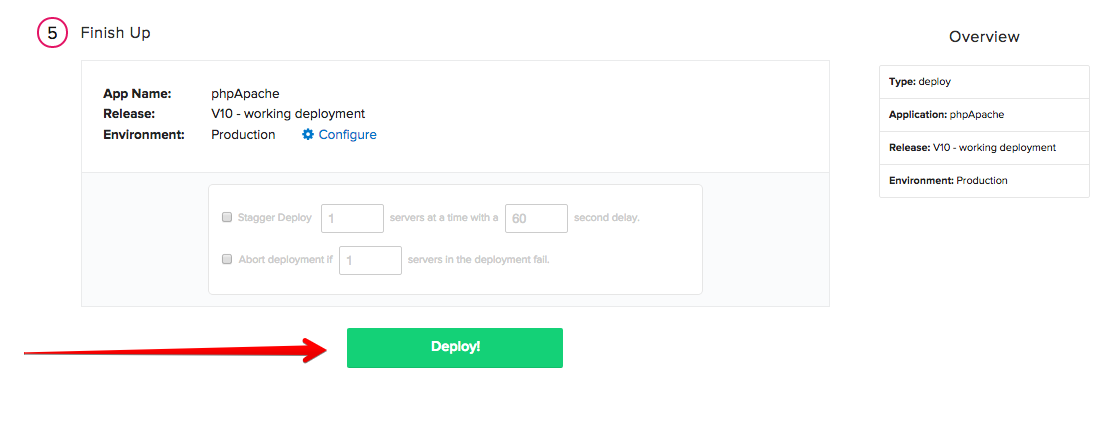 5 Finish Up
App Name: phpApache
Release: V10 - working deployment
Environment: Production Configure
Stagger Deploy 1 servers at a time with a 60 second delay.
Abort deployment if 1 servers in the deployment fail.
Deploy!
Overview
Type: deploy
Application: phpApache
Release: V10 - working deployment
Environment: Production